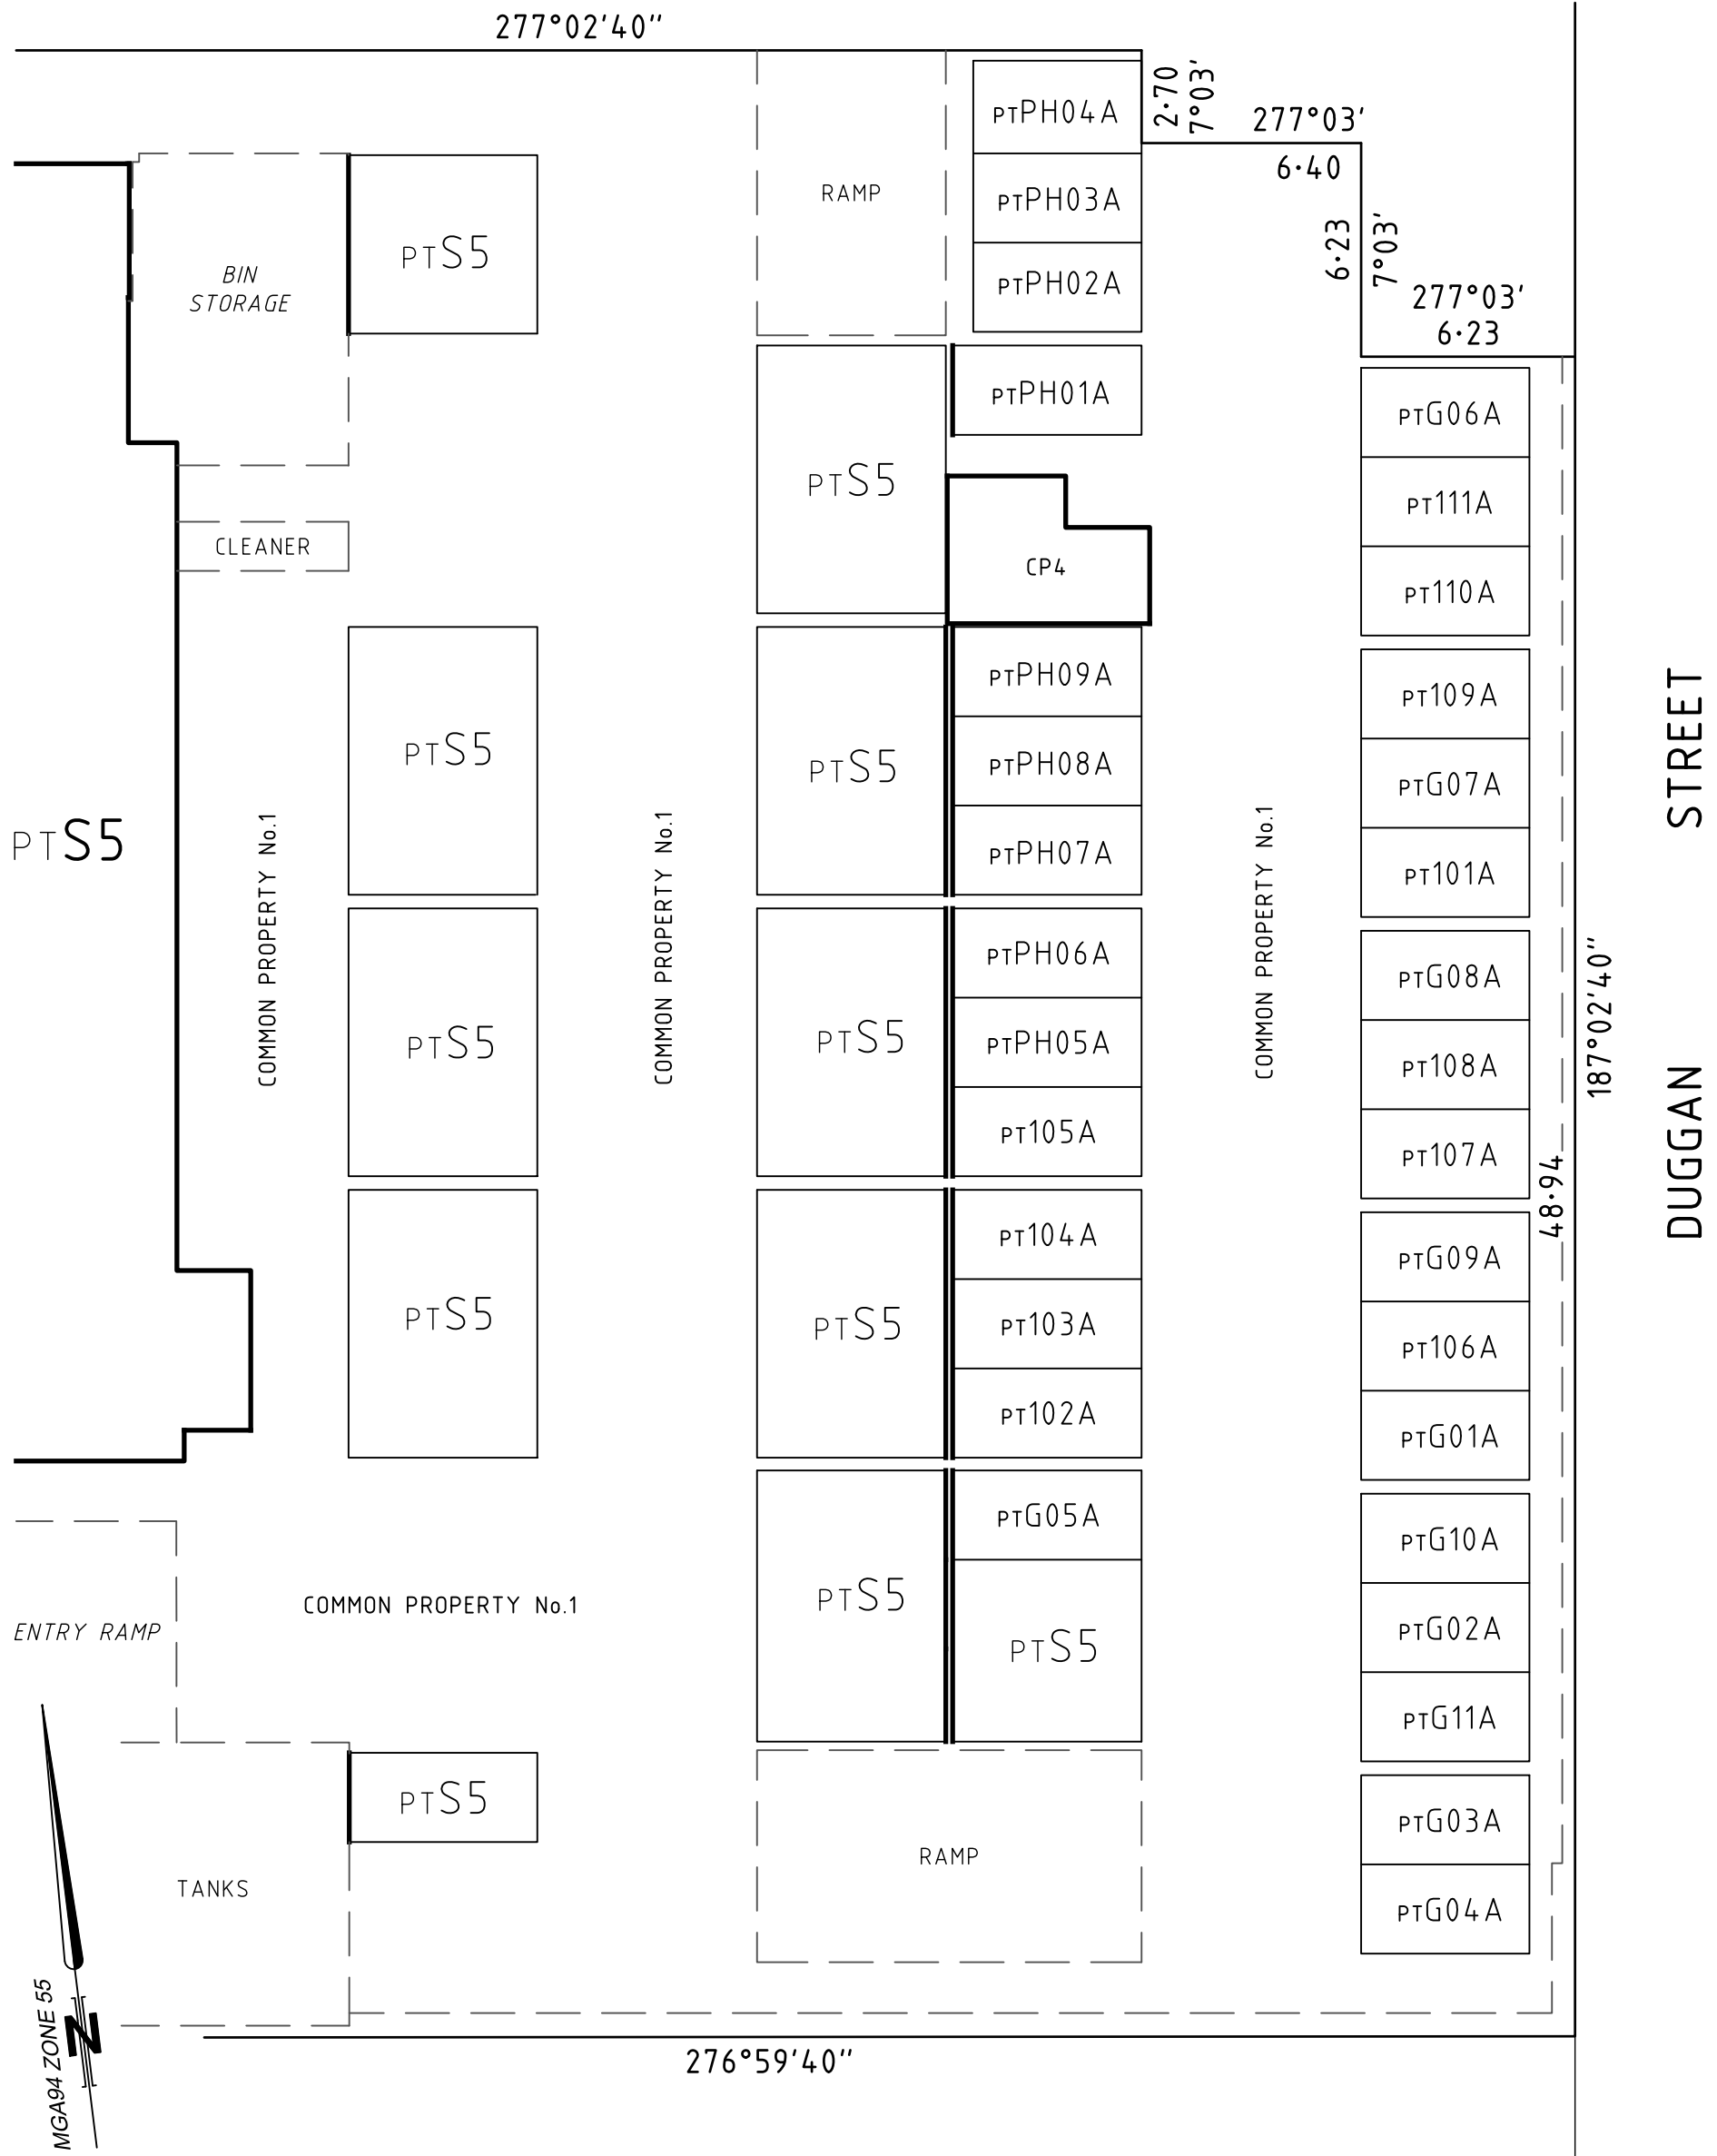 277°02'40"
2·70
7°03'
277°03'
6·40
6·23
7°03'
277°03'
6·23
PTPH04A
PTPH03A
PTPH02A
RAMP
PTS5
BIN
STORAGE
PTPH01A
PTS5
CP4
CLEANER
PTG06A
PT111A
PT110A
PTPH09A
PTPH08A
PTPH07A
PTS5
PTS5
PTS5
PT109A
PTG07A
PT101A
COMMON PROPERTY No.1
COMMON PROPERTY No.1
COMMON PROPERTY No.1
STREET
DUGGAN
187°02'40"
48·94
PTPH06A
PTPH05A
PT105A
PTS5
PTS5
PTG08A
PT108A
PT107A
PT104A
PT103A
PT102A
PTS5
PTS5
PTG09A
PT106A
PTG01A
PTG05A
PTS5
PTS5
COMMON PROPERTY No.1
ENTRY RAMP
PTG10A
PTG02A
PTG11A
PTS5
RAMP
TANKS
PTG03A
PTG04A
MGA94 ZONE 55
N
276°59'40"